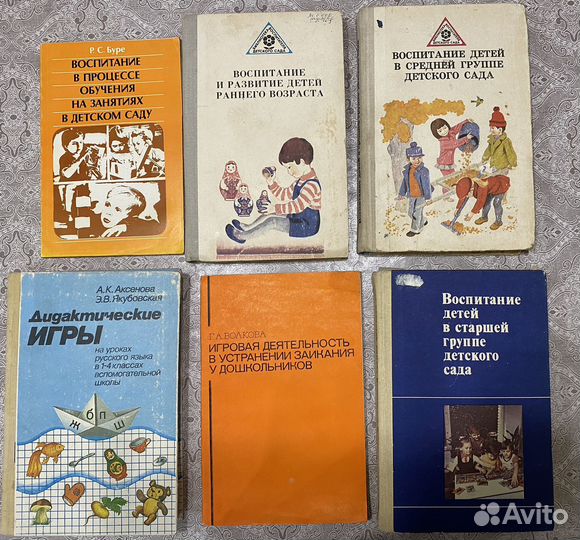 Р. С. Буре
ВОСПИТАНИЕ
В ПРОЦЕССЕ
ОБУЧЕНИЯ
НА ЗАНЯТИЯХ
В ДЕТСКОМ САДУ
ДЕТСКОГО САДА
ВОСПИТАНИЕ
И РАЗВИТИЕ ДЕТЕЙ
РАННЕГО ВОЗРАСТА
ДЕТСКОГО САДА
ВОСПИТАНИЕ ДЕТЕЙ
В СРЕДНЕЙ ГРУППЕ
ДЕТСКОГО САДА
А.К. Аксенова
Э.В. Якубовская
Дидактические
ИГРЫ
на уроках
русского языка
в 1-4 классах
вспомогательной
школы
б п
ж ш
Г. А. ВОЛКОВА
ИГРОВАЯ ДЕЯТЕЛЬНОСТЬ
В УСТРАНЕНИИ ЗАИКАНИЯ
У ДОШКОЛЬНИКОВ
Воспитание
детей
в старшей
группе
детского
сада
Avito